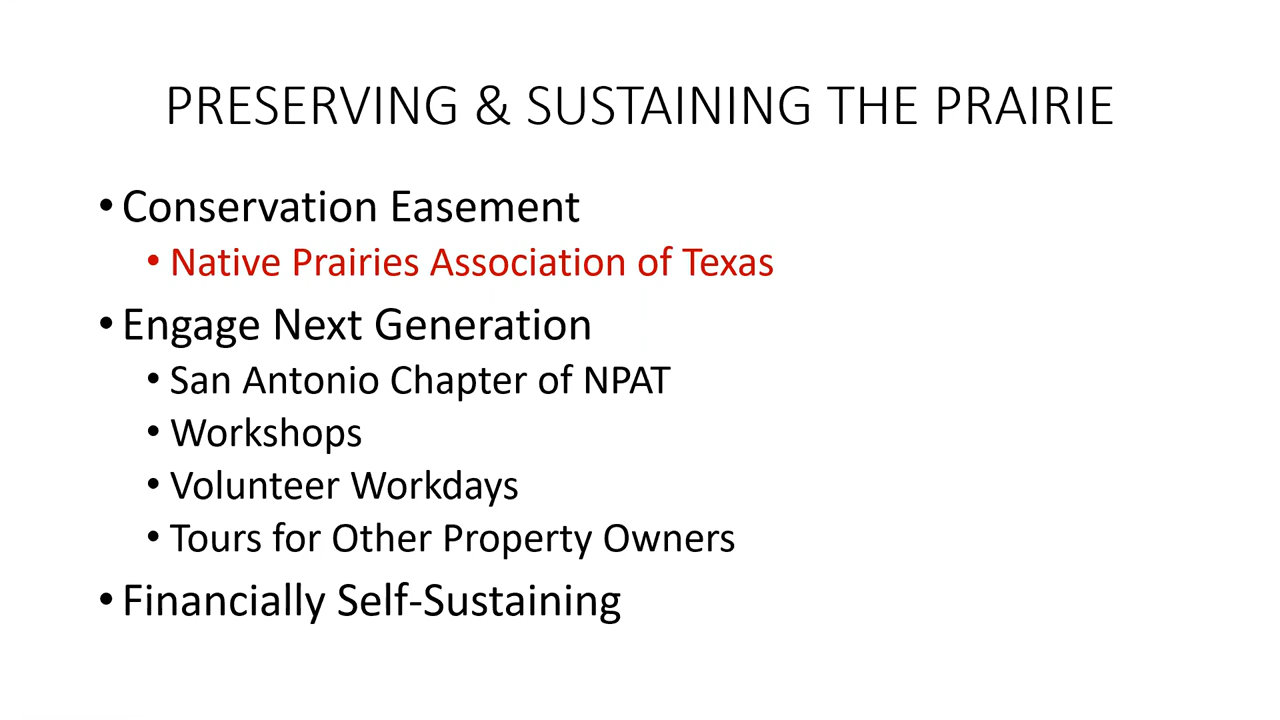 PRESERVING & SUSTAINING THE PRAIRIE
• Conservation Easement
• Native Prairies Association of Texas
• Engage Next Generation
• San Antonio Chapter of NPAT
• Workshops
• Volunteer Workdays
• Tours for Other Property Owners
• Financially Self-Sustaining